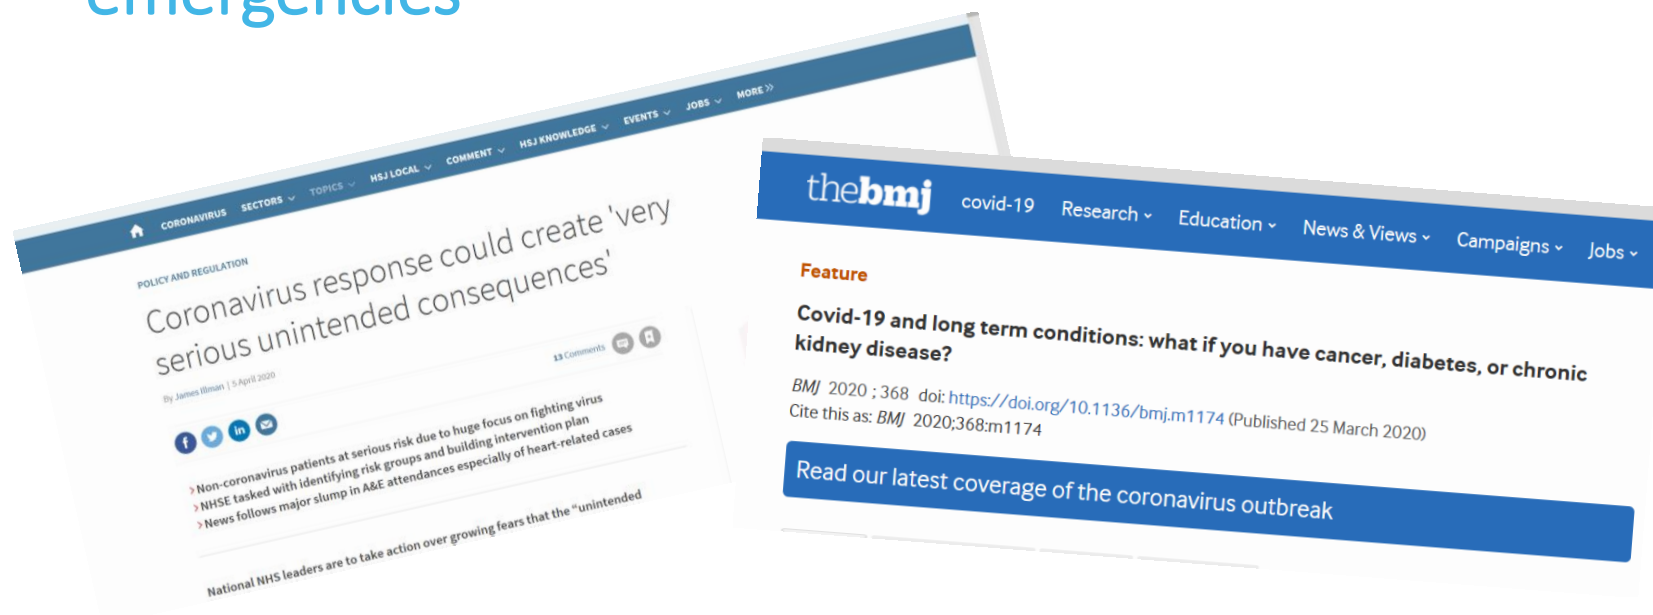 emergencies
CORONAVIRUS SECTORS TOPICS HSJ LOCAL COMMENT HSJ KNOWLEDGE EVENTS JOBS MORE
POLICY AND REGULATION
Coronavirus response could create 'very
serious unintended consequences'
By James Illman | 5 April 2020
13 Comments
f in
>Non-coronavirus patients at serious risk due to huge focus on fighting virus
>NHSE tasked with identifying risk groups and building intervention plan
>News follows major slump in A&E attendances especially of heart-related cases
National NHS leaders are to take action over growing fears that the “unintended
thebmj covid-19 Research Education News & Views Campaigns Jobs
Feature
Covid-19 and long term conditions: what if you have cancer, diabetes, or chronic
kidney disease?
BMJ 2020 ; 368 doi: https://doi.org/10.1136/bmj.m1174 (Published 25 March 2020)
Cite this as: BMJ 2020;368:m1174
Read our latest coverage of the coronavirus outbreak